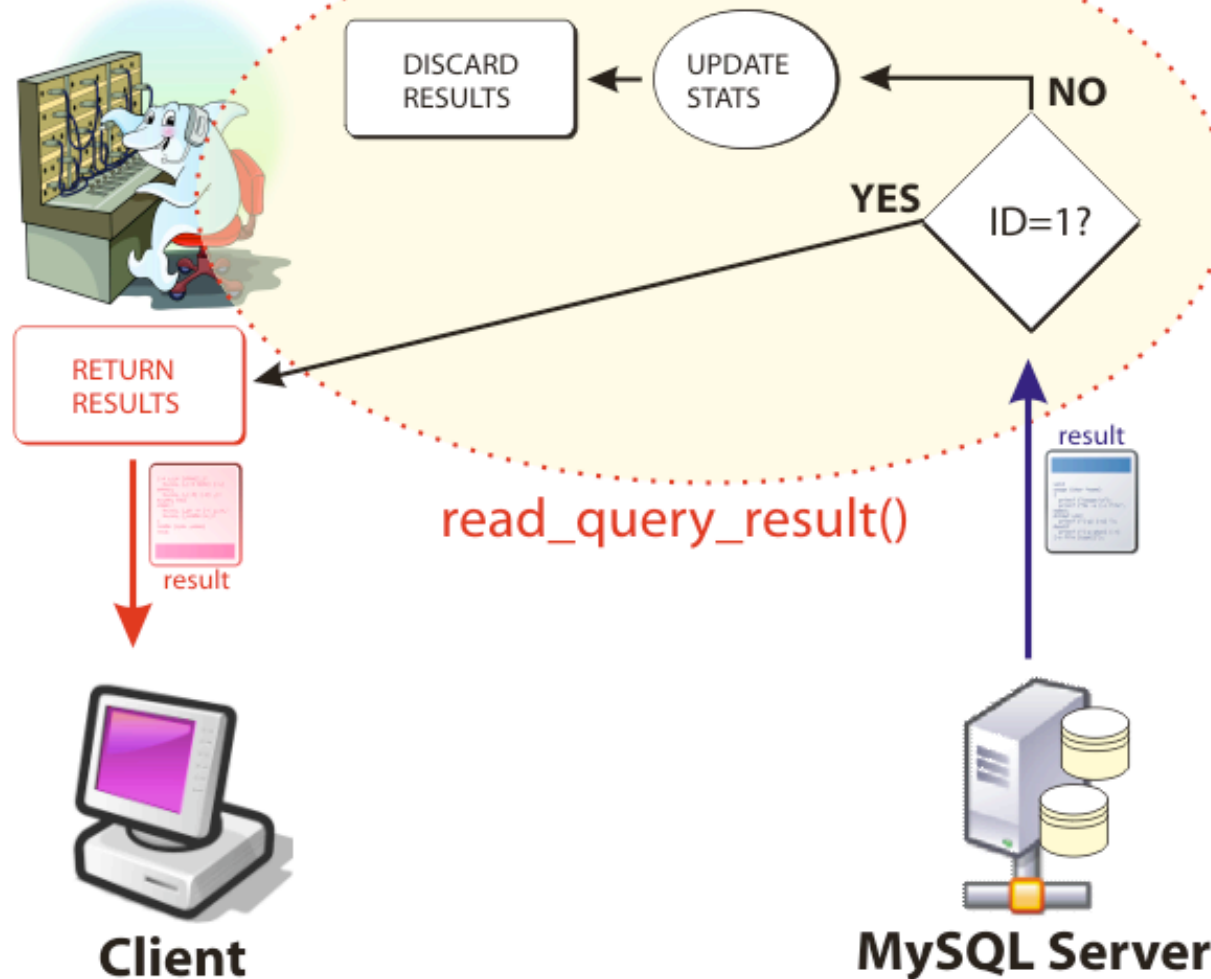 DISCARD
RESULTS
UPDATE
STATS
NO
YES
ID=1?
RETURN
RESULTS
result
read_query_result()
result
Client
MySQL Server